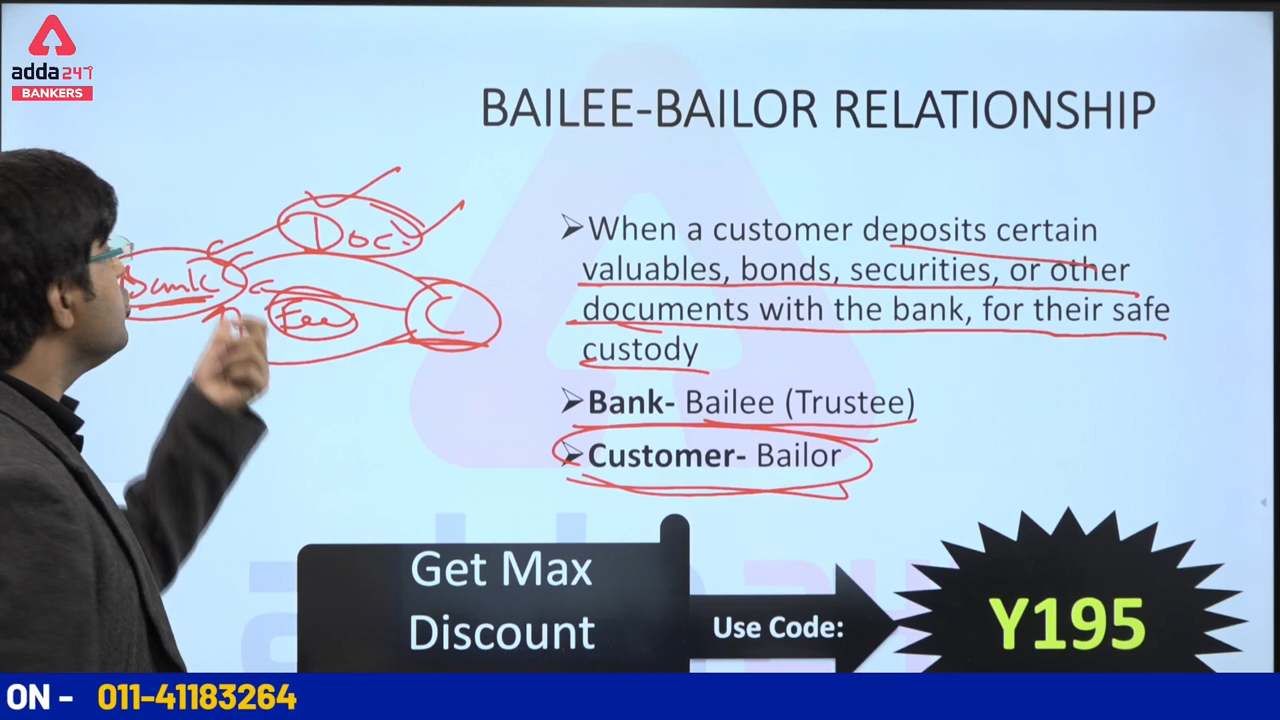 adda247
BANKERS
BAILEE-BAILOR RELATIONSHIP
➢When a customer deposits certain
valuables, bonds, securities, or other
documents with the bank, for their safe
custody
➢Bank- Bailee (Trustee)
➢Customer- Bailor
Doc.
Bank
Fee
C
Get Max
Discount
Use Code:
Y195
ON - 011-41183264